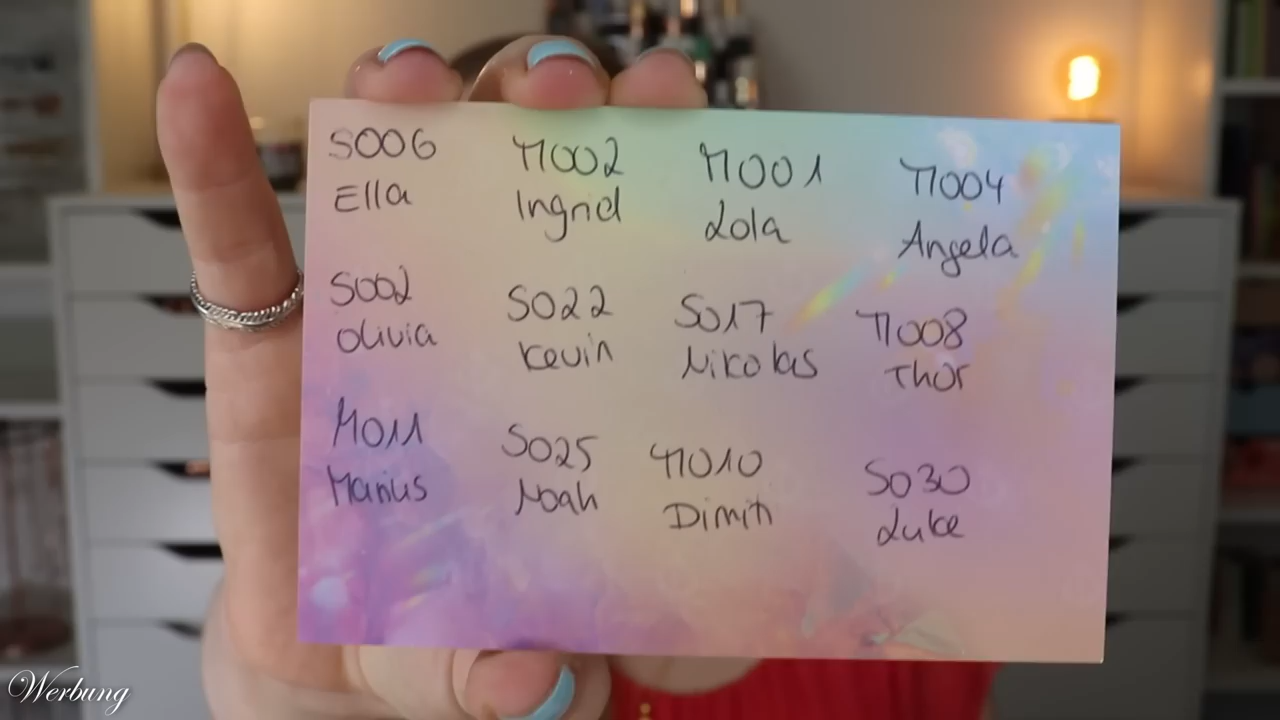 S006 M002 M001 M004
Ella Ingrid Lola Angela
S002 S022 S017 M008
Olivia Kevin Nikolas Thor
M011 S025 M010 S030
Marius Noah Dimitri Luke
Werbung